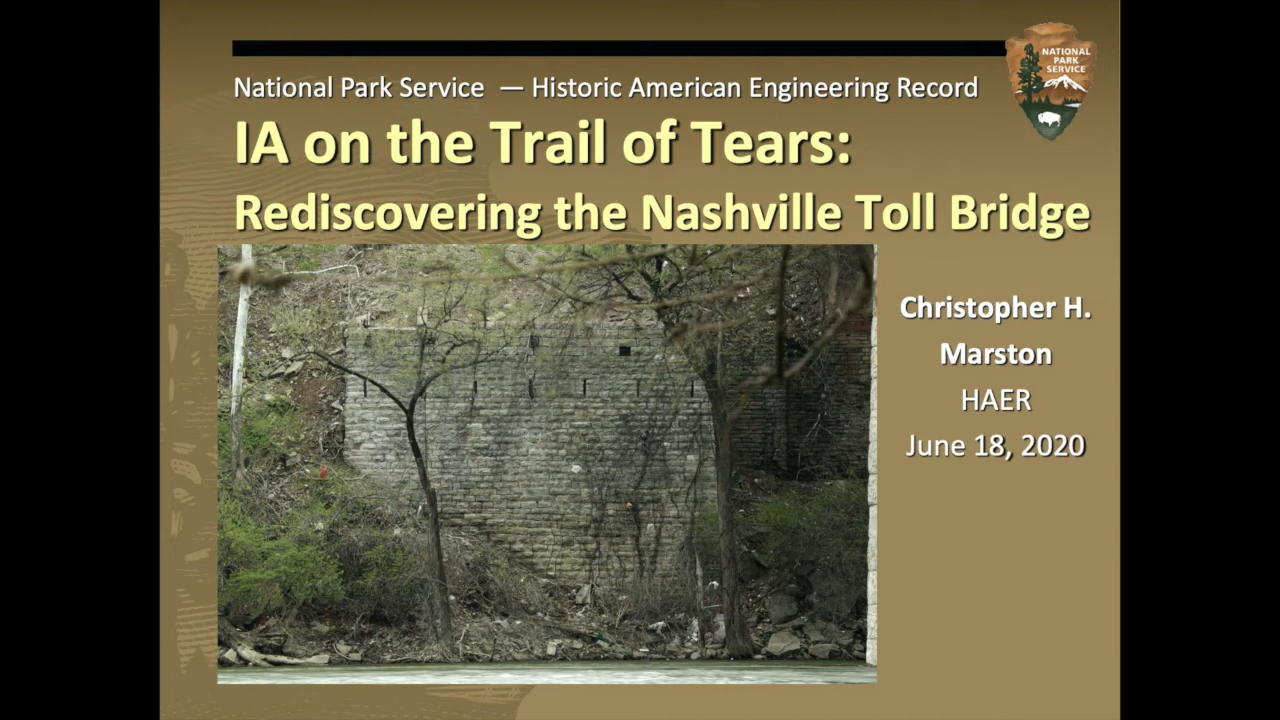 NATIONAL
PARK
SERVICE
National Park Service — Historic American Engineering Record
IA on the Trail of Tears:
Rediscovering the Nashville Toll Bridge
Christopher H.
Marston
HAER
June 18, 2020